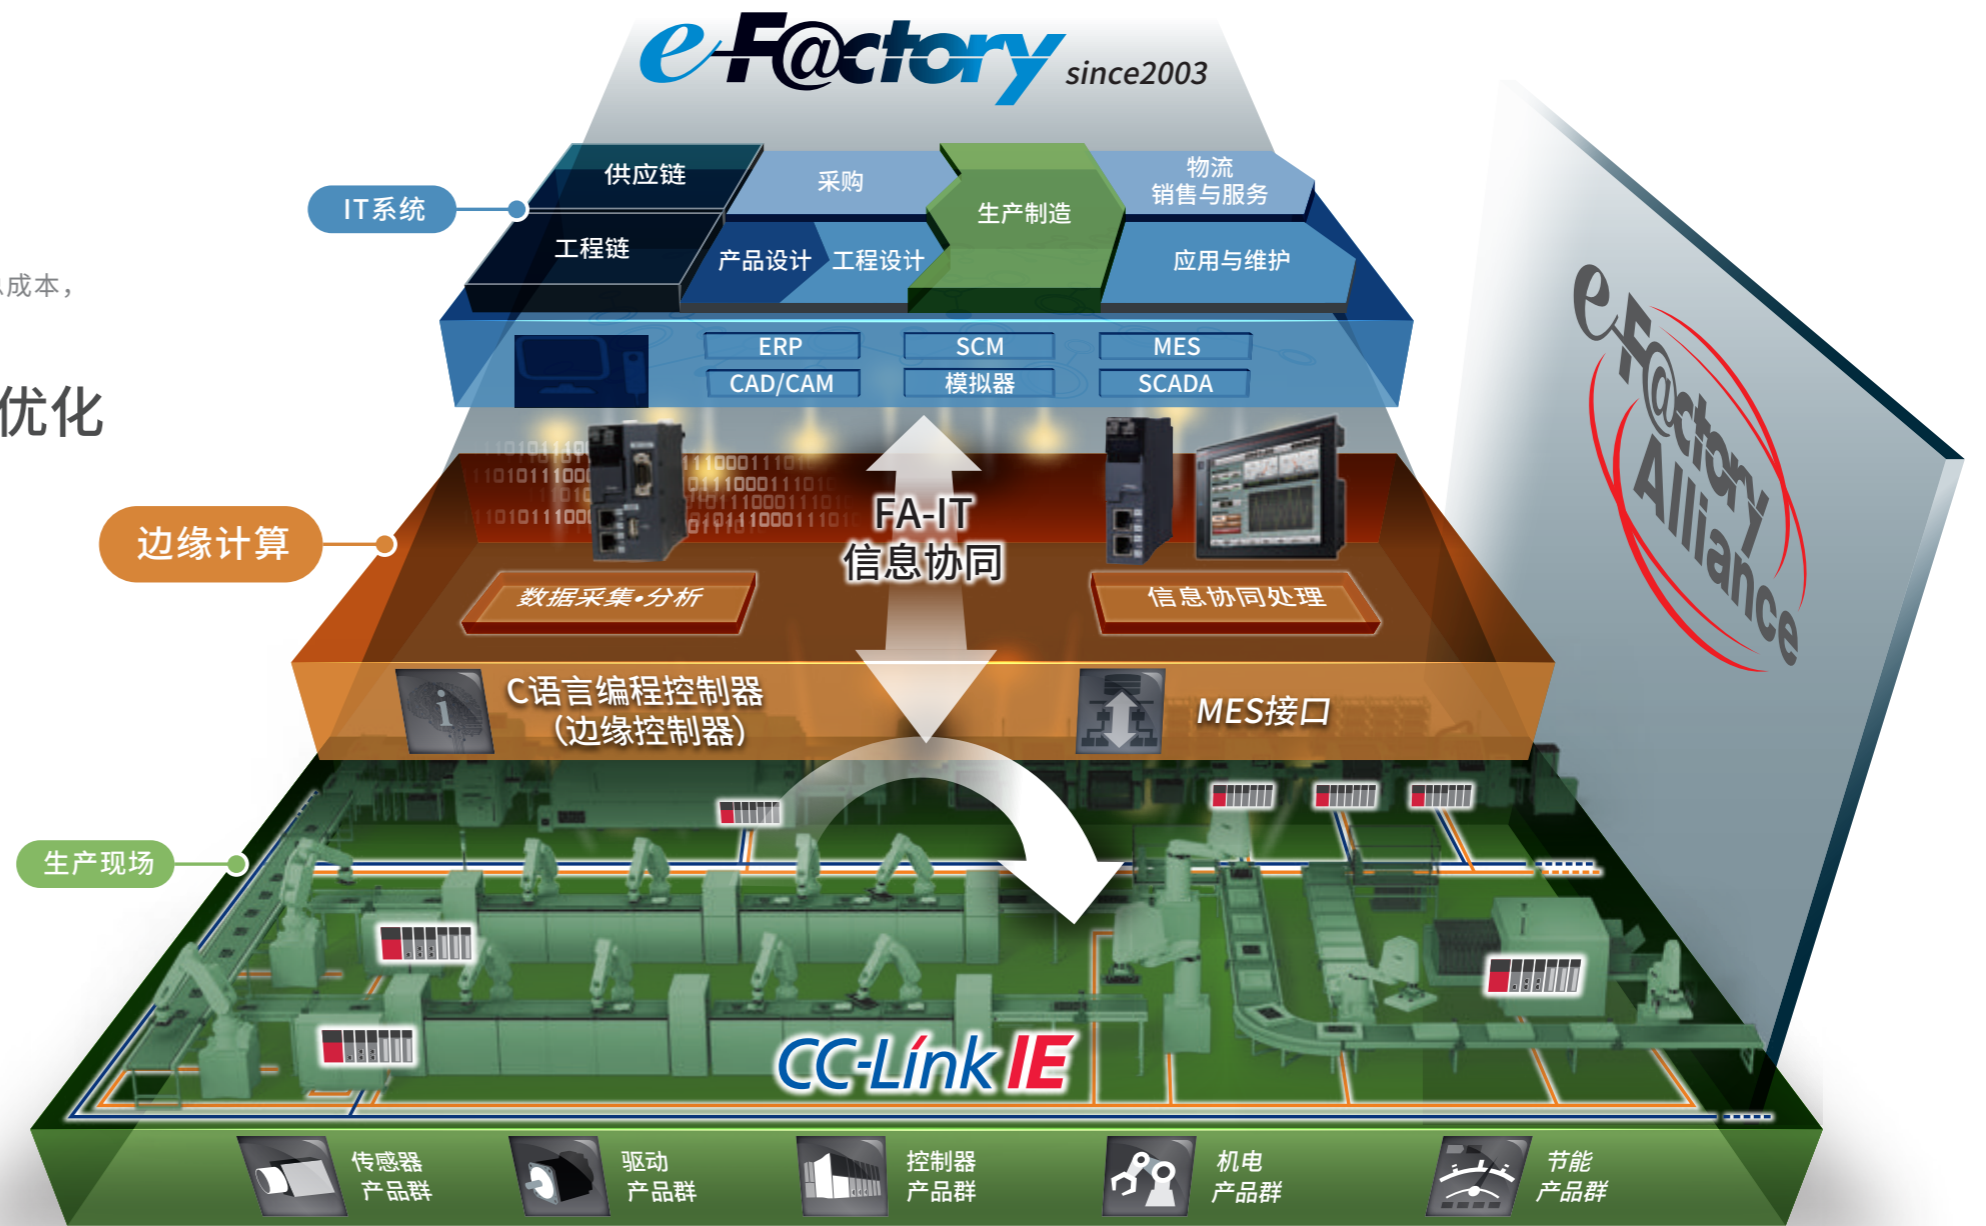 e-F@ctory since2003
IT系统
供应链
采购
生产制造
物流
销售与服务
工程链
产品设计
工程设计
应用与维护
成本，
优化
ERP
SCM
MES
CAD/CAM
模拟器
SCADA
边缘计算
FA-IT
信息协同
数据采集•分析
信息协同处理
C语言编程控制器
（边缘控制器）
MES接口
e-F@ctory
Alliance
生产现场
CC-Link IE
传感器
产品群
驱动
产品群
控制器
产品群
机电
产品群
节能
产品群